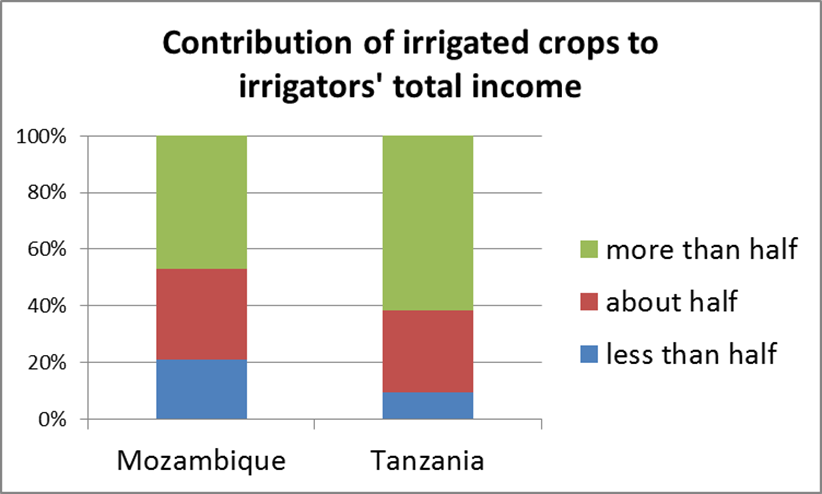 Contribution of irrigated crops to
irrigators' total income
100%
80%
60%
40%
20%
0%
Mozambique
Tanzania
more than half
about half
less than half